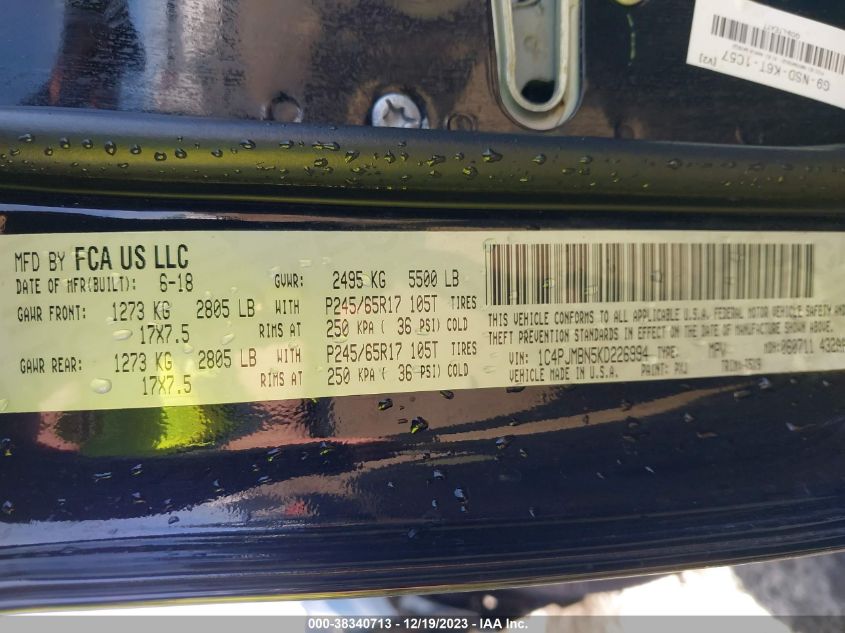 G9-NSD-K6T-1C57 [V2]
MFD BY FCA US LLC
DATE OF MFR(BUILT): 6-18 GVWR: 2495 KG 5500 LB
GAWR FRONT: 1273 KG 2805 LB WITH P245/65R17 105T TIRES
17X7.5 RIMS AT 250 KPA ( 36 PSI) COLD
GAWR REAR: 1273 KG 2805 LB WITH P245/65R17 105T TIRES
17X7.5 RIMS AT 250 KPA ( 36 PSI) COLD
THIS VEHICLE CONFORMS TO ALL APPLICABLE U.S.A. FEDERAL MOTOR VEHICLE SAFETY AND
THEFT PREVENTION STANDARDS IN EFFECT ON THE DATE OF MANUFACTURE SHOWN ABOVE.
VIN: 1C4PJMBN5KD226994 TYPE: MPV MDH: 060711
VEHICLE MADE IN U.S.A. PAINT: PXJ
000-38340713 - 12/19/2023 - IAA Inc.